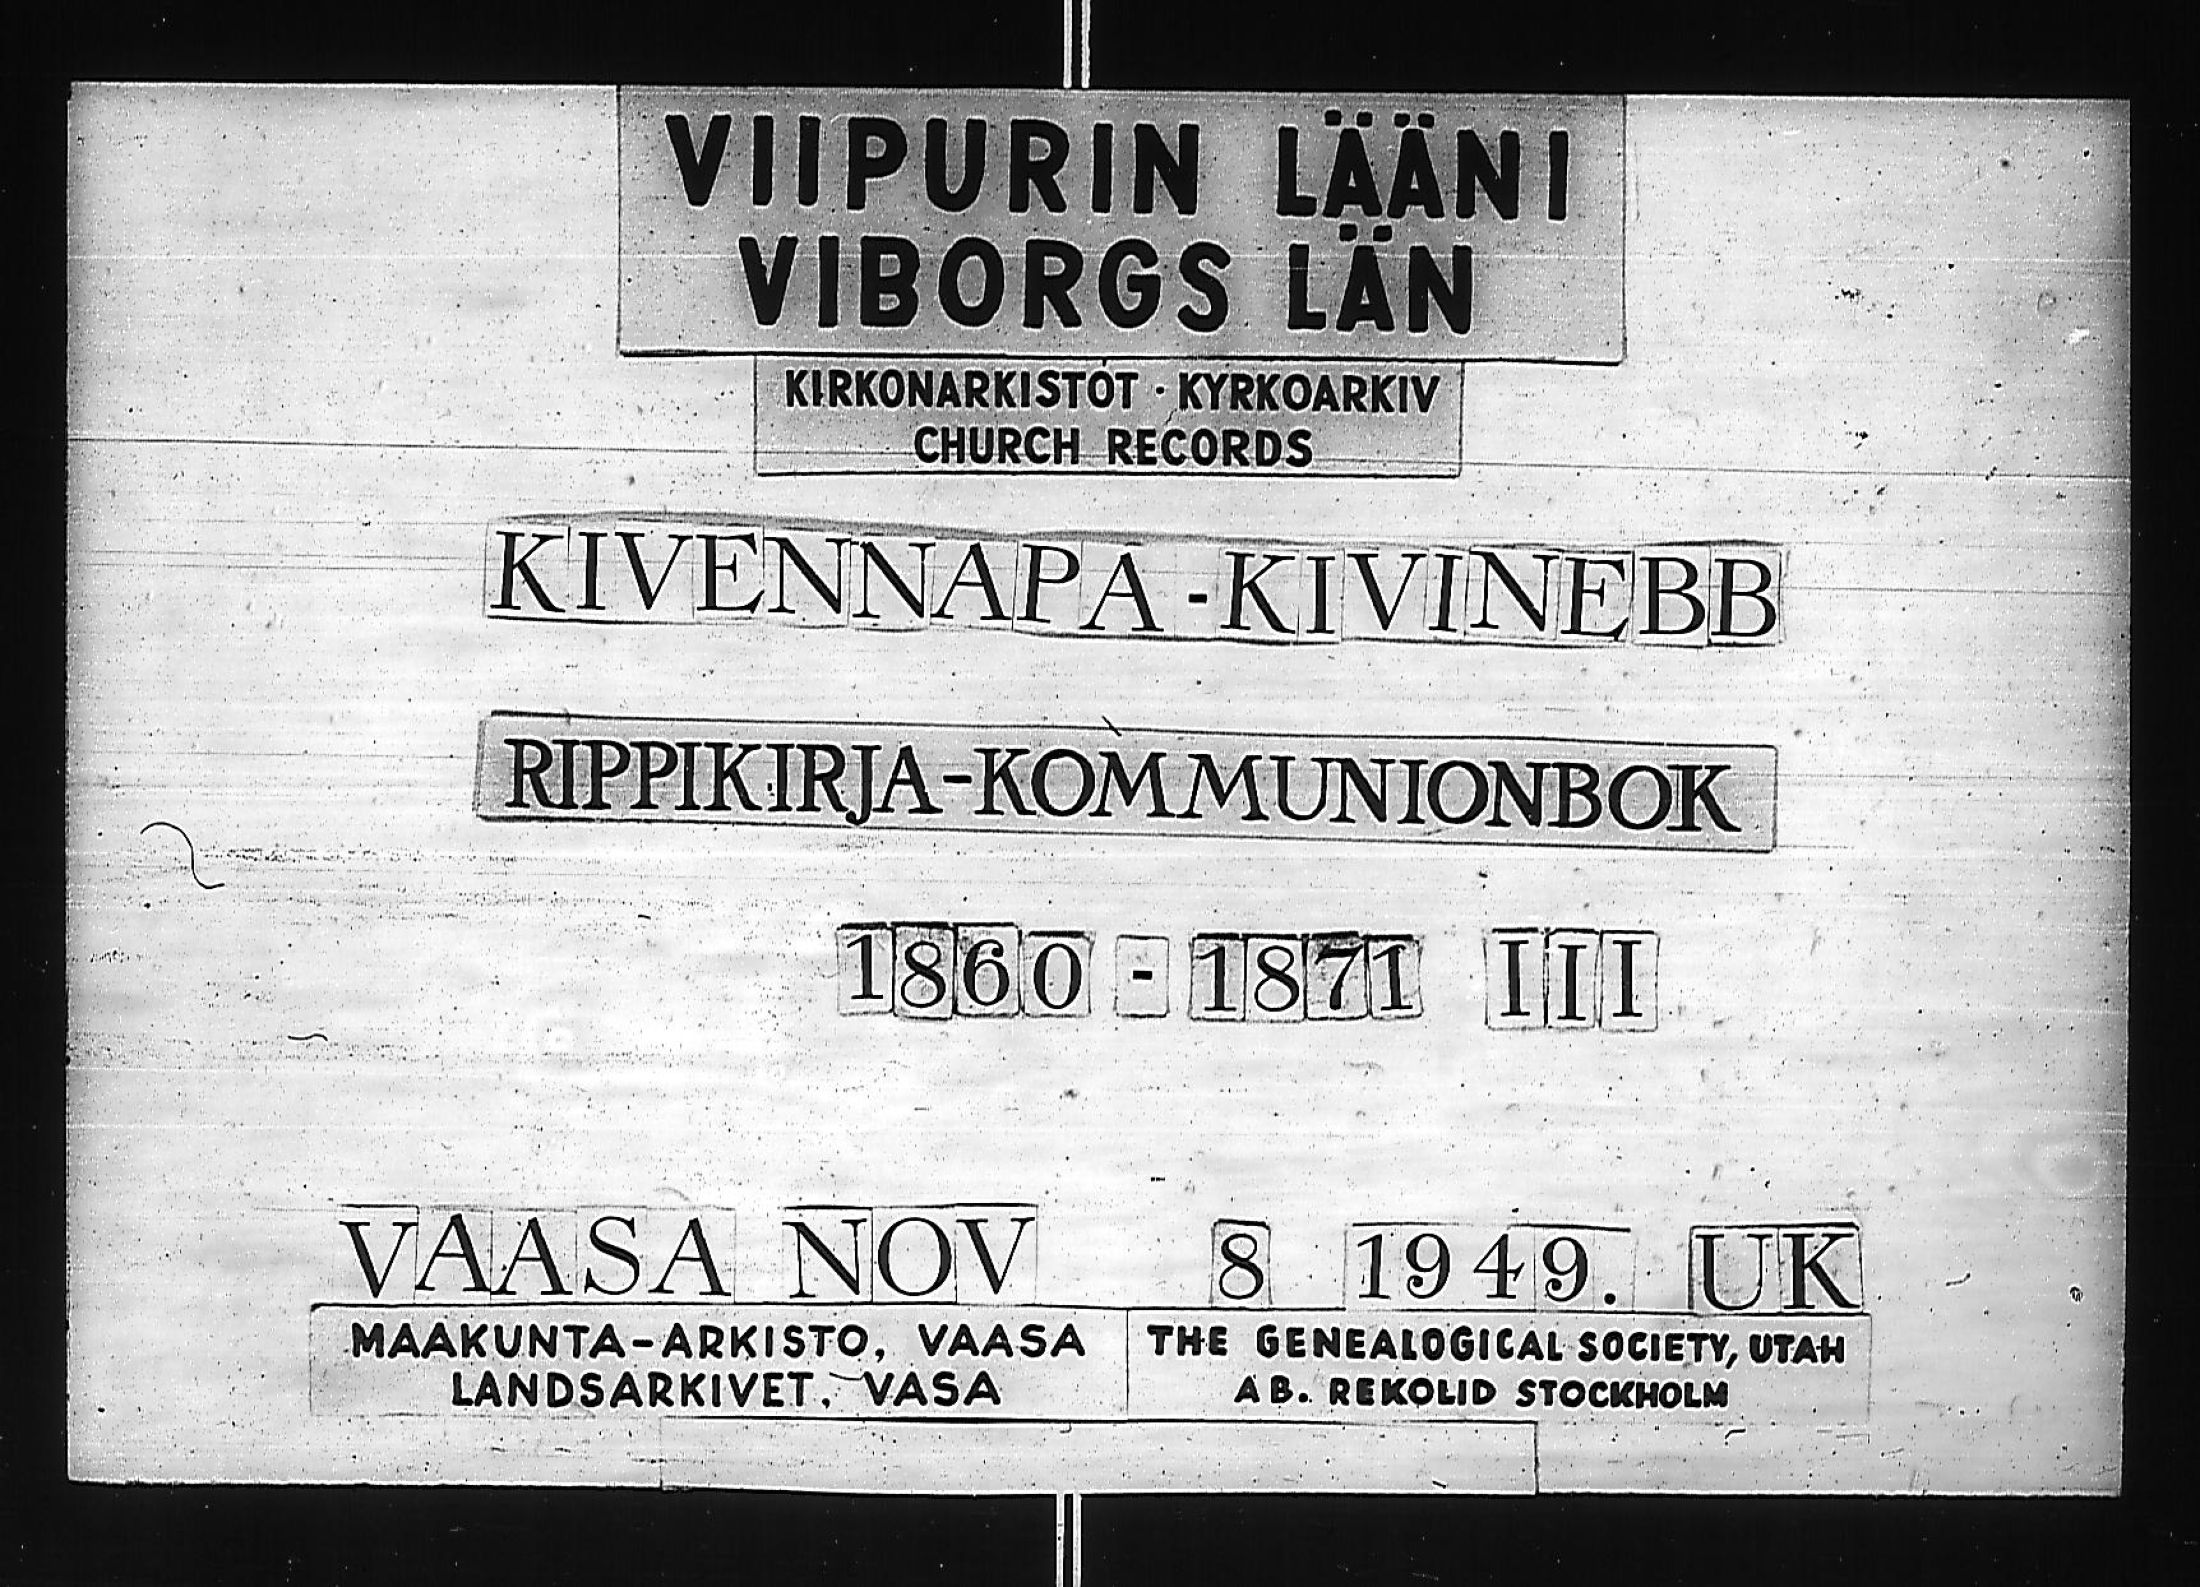 VIIPURIN LÄÄNI
VIBORGS LÄN
KIRKONARKISTOT · KYRKOARKIV
CHURCH RECORDS
KIVENNAPA - KIVINEBB
RIPPIKIRJA-KOMMUNIONBOK
1860 - 1871 III
VAASA NOV 8 1949. UK
MAAKUNTA-ARKISTO, VAASA
LANDSARKIVET, VASA
THE GENEALOGICAL SOCIETY, UTAH
AB. REKOLID STOCKHOLM